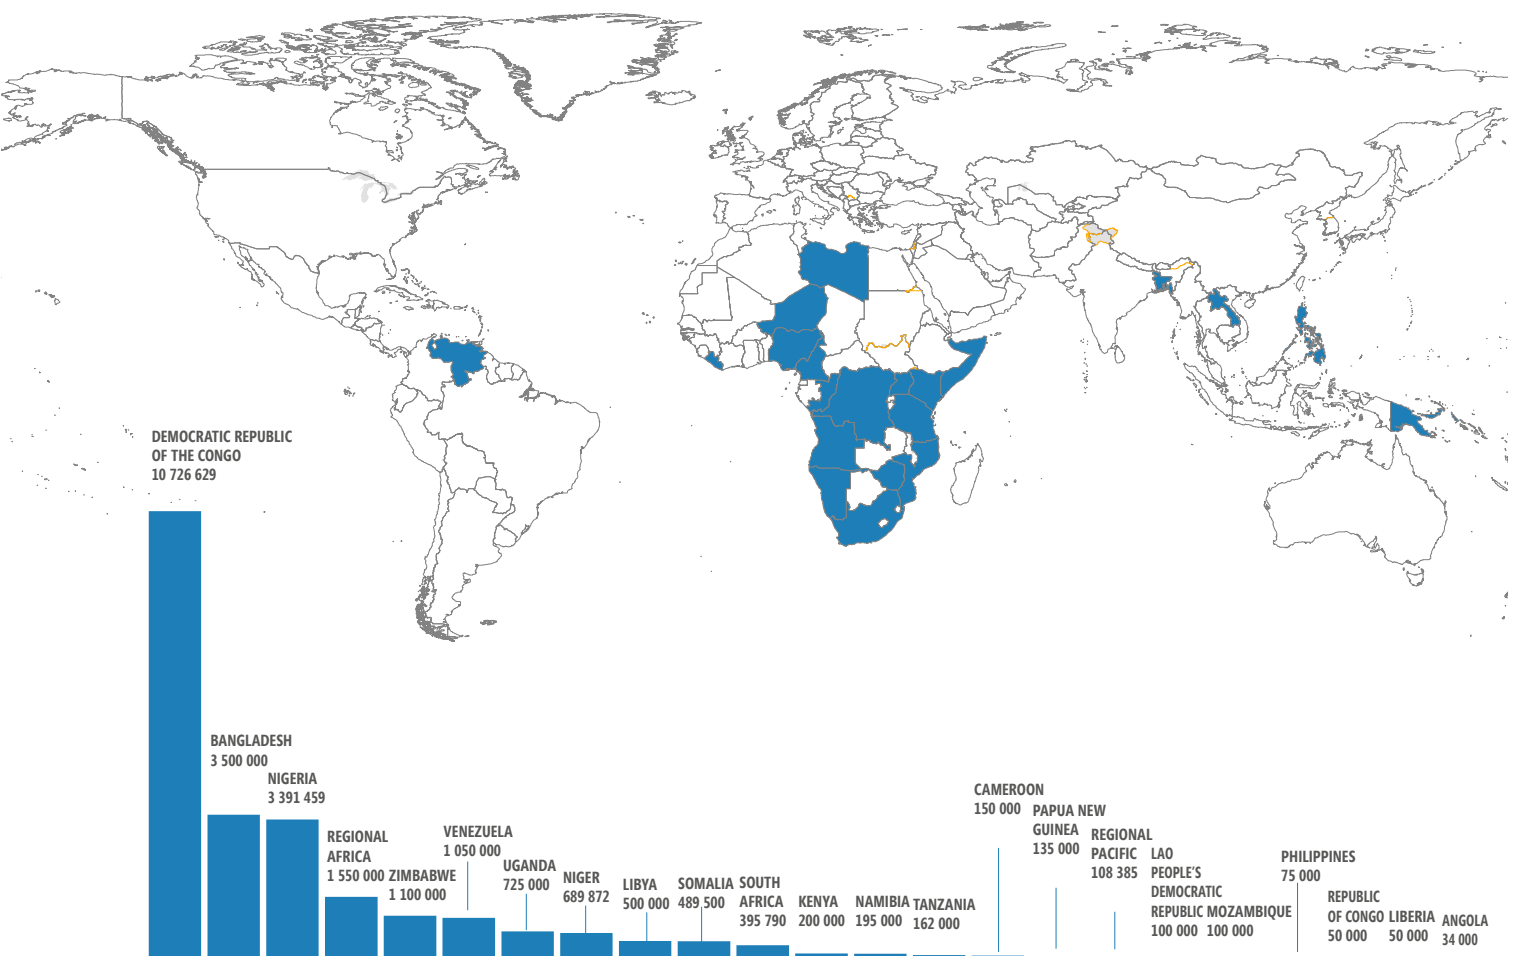 DEMOCRATIC REPUBLIC
OF THE CONGO
10 726 629
BANGLADESH
3 500 000
NIGERIA
3 391 459
REGIONAL
AFRICA
1 550 000
ZIMBABWE
1 100 000
VENEZUELA
1 050 000
UGANDA
725 000
NIGER
689 872
LIBYA
500 000
SOMALIA
489 500
SOUTH
AFRICA
395 790
KENYA
200 000
NAMIBIA
195 000
TANZANIA
162 000
CAMEROON
150 000
PAPUA NEW
GUINEA
135 000
REGIONAL
PACIFIC
108 385
LAO
PEOPLE'S
DEMOCRATIC
REPUBLIC
100 000
MOZAMBIQUE
100 000
PHILIPPINES
75 000
REPUBLIC
OF CONGO
50 000
LIBERIA
50 000
ANGOLA
34 000